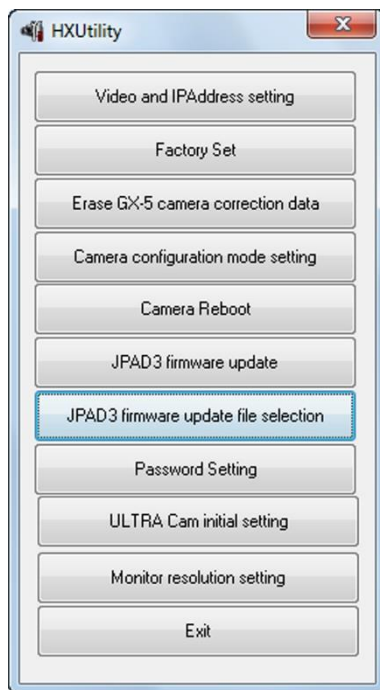 HXUtility
Video and IPAddress setting
Factory Set
Erase GX-5 camera correction data
Camera configuration mode setting
Camera Reboot
JPAD3 firmware update
JPAD3 firmware update file selection
Password Setting
ULTRA Cam initial setting
Monitor resolution setting
Exit